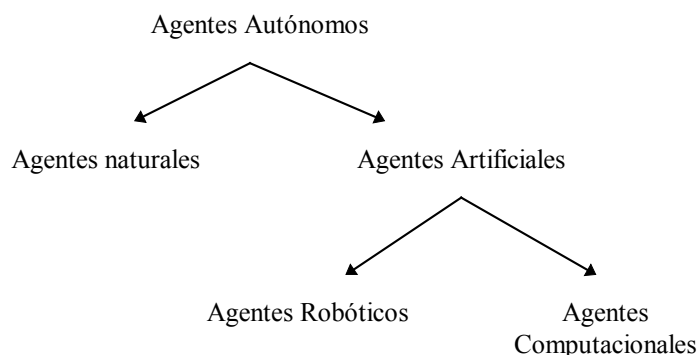 Agentes Autónomos
Agentes naturales
Agentes Artificiales
Agentes Robóticos
Agentes
Computacionales